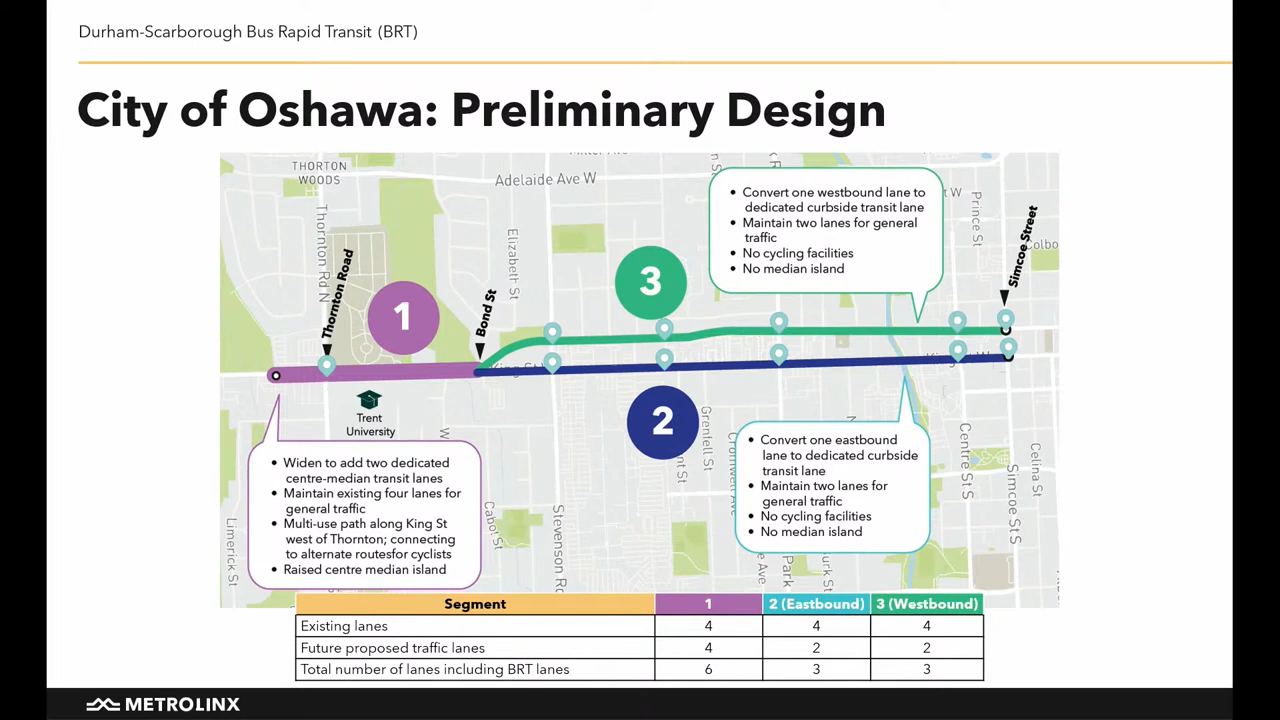 Durham-Scarborough Bus Rapid Transit (BRT)
City of Oshawa: Preliminary Design
THORTON
WOODS
Adelaide Ave W
Thornton Rd N
Thornton Road
1
Bond St
Elizabeth St
3
• Convert one westbound lane to
dedicated curbside transit lane
• Maintain two lanes for general
traffic
• No cycling facilities
• No median island
Prince St
Simcoe Street
Colbo
King St
Trent
University
2
• Widen to add two dedicated
centre-median transit lanes
• Maintain existing four lanes for
general traffic
• Multi-use path along King St
west of Thornton; connecting
to alternate routesfor cyclists
• Raised centre median island
• Convert one eastbound
lane to dedicated curbside
transit lane
• Maintain two lanes for
general traffic
• No cycling facilities
• No median island
Limerick St
Cabot St
Stevenson Rd
Grenfell St
Cromwell Ave
Park
Centre St S
Simcoe St S
Celina St
Segment 1 2 (Eastbound) 3 (Westbound)
Existing lanes 4 4 4
Future proposed traffic lanes 4 2 2
Total number of lanes including BRT lanes 6 3 3
METROLINX